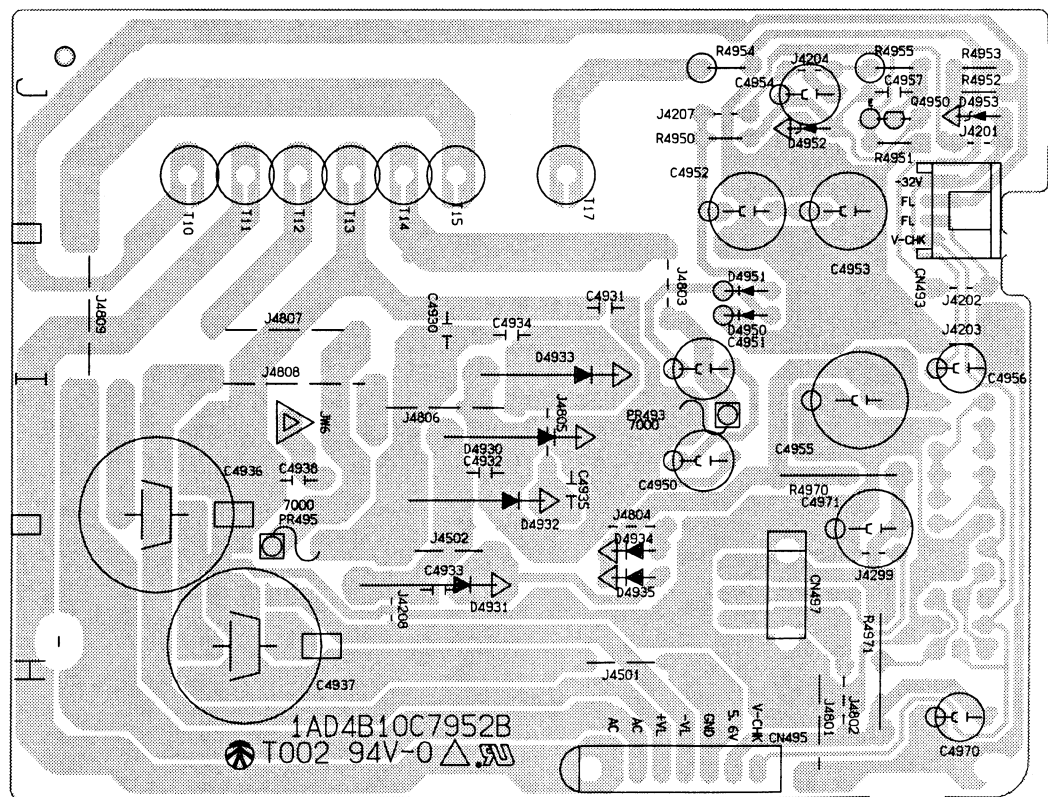 J
R4954
J4204
R4955
R4953
C4954
C4957
R4952
J4207
Q4950
D4953
R4950
D4952
R4951
J4201
C4952
-32V
FL
FL
V-CHK
T10
T11
T12
T13
T14
T15
T17
C4953
CN493
J4809
J4807
C4930
C4934
C4931
J4803
D4951
D4950
C4951
J4202
J4203
I
J4808
D4933
C4956
JW6
J4806
J4805
PR493
7000
C4936
C4938
D4930
C4932
C4935
C4950
C4955
7000
PR495
D4932
J4804
R4970
C4971
J4502
D4934
C4933
D4931
D4935
CN497
J4299
J4208
H
C4937
J4501
R4971
AC
AC
+VL
-VL
GND
5.6V
V-CHK
CN495
J4801
J4802
C4970
1AD4B10C7952B
T002 94V-0